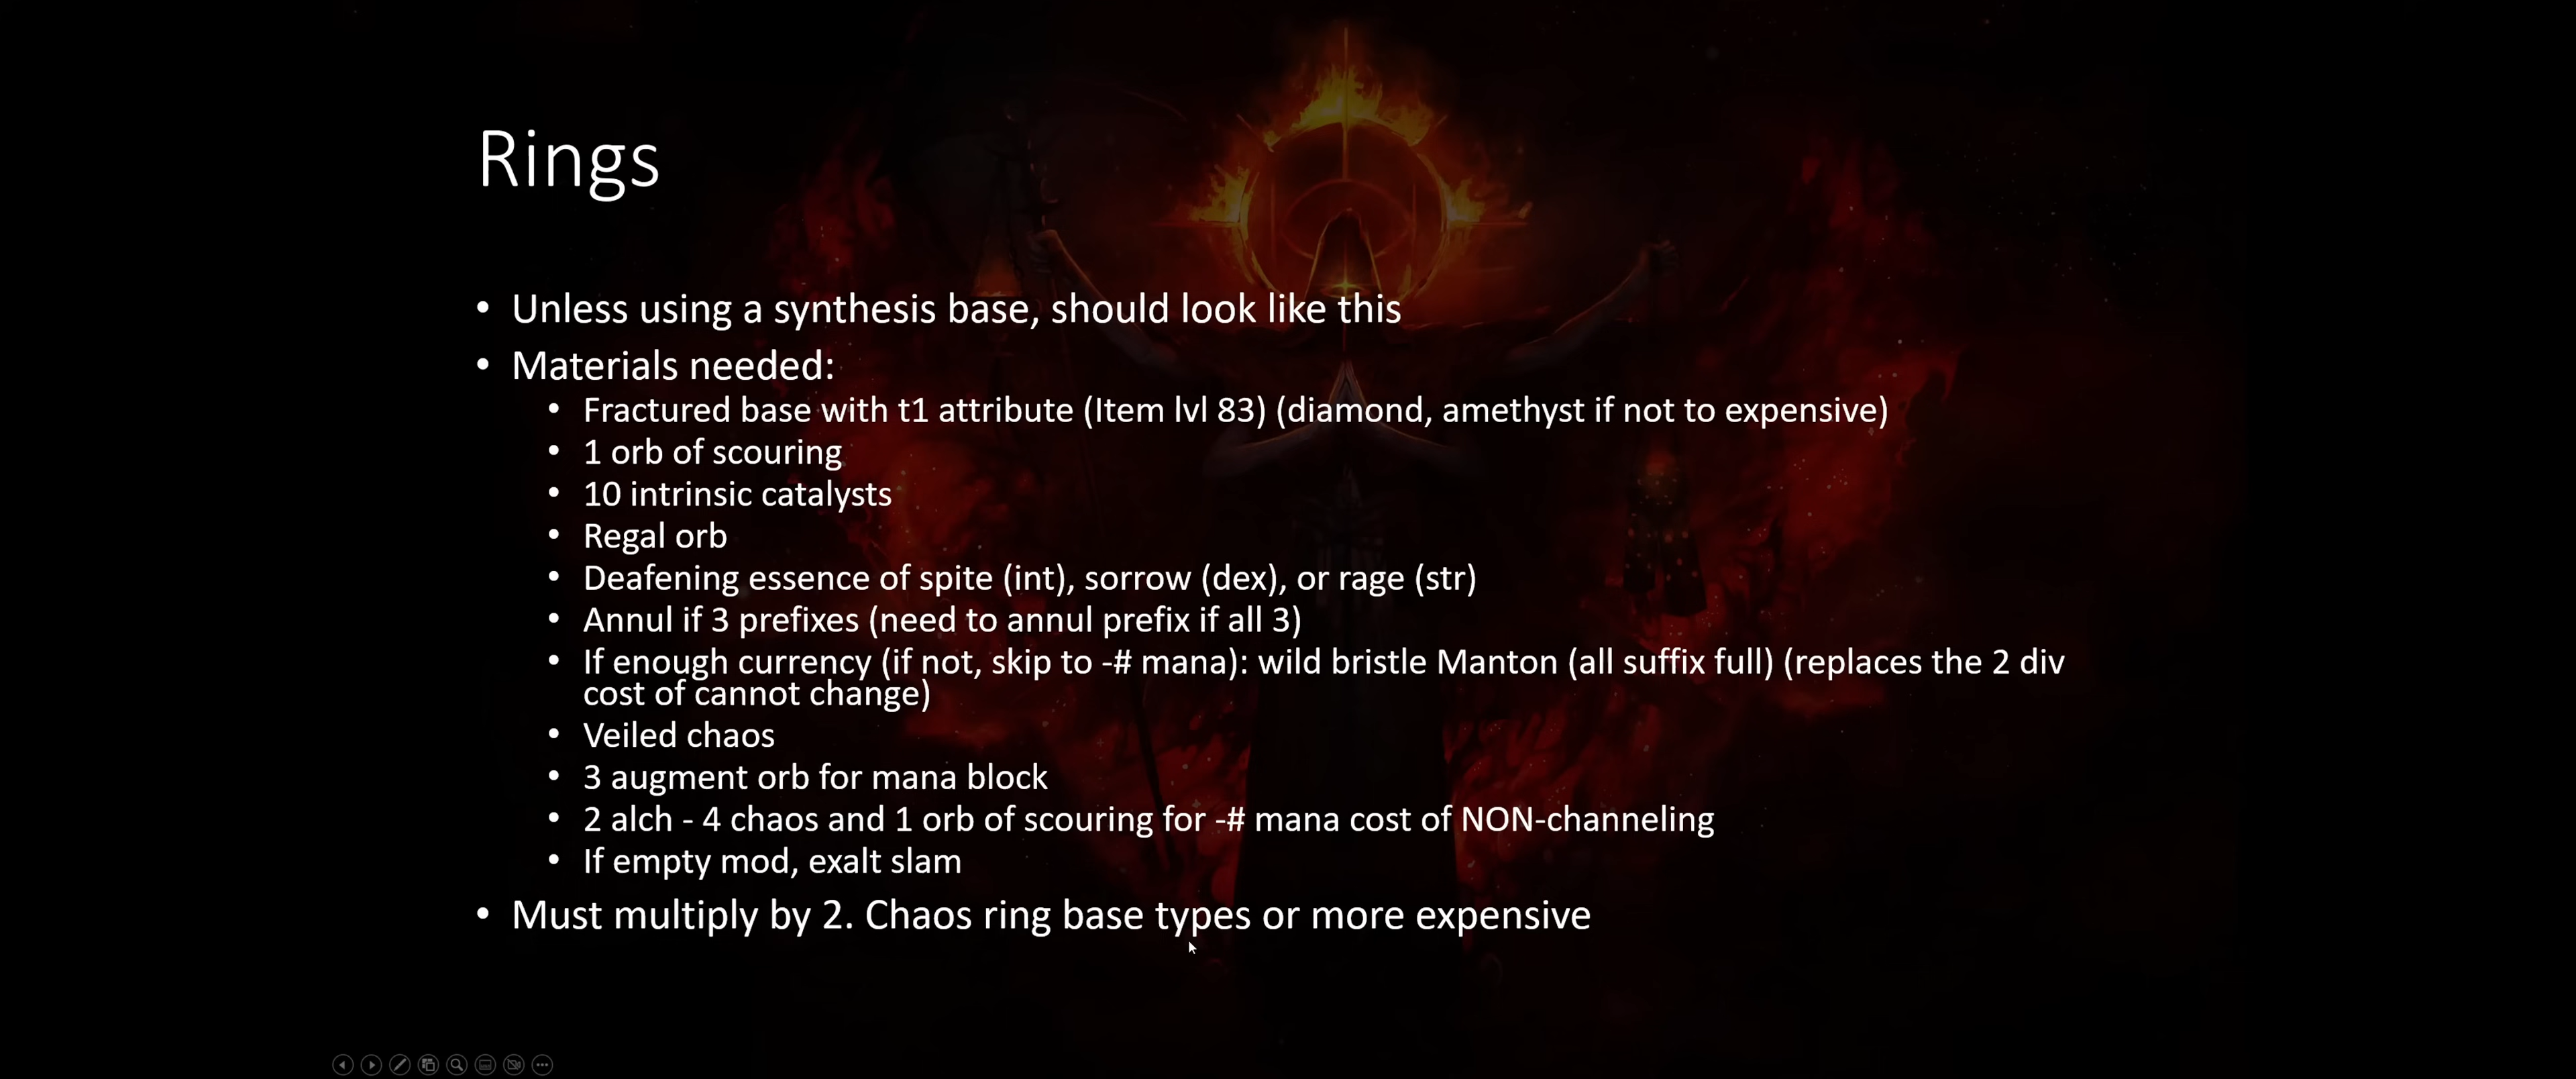 Rings
• Unless using a synthesis base, should look like this
• Materials needed:
• Fractured base with t1 attribute (Item lvl 83) (diamond, amethyst if not to expensive)
• 1 orb of scouring
• 10 intrinsic catalysts
• Regal orb
• Deafening essence of spite (int), sorrow (dex), or rage (str)
• Annul if 3 prefixes (need to annul prefix if all 3)
• If enough currency (if not, skip to -# mana): wild bristle Manton (all suffix full) (replaces the 2 div
cost of cannot change)
• Veiled chaos
• 3 augment orb for mana block
• 2 alch - 4 chaos and 1 orb of scouring for -# mana cost of NON-channeling
• If empty mod, exalt slam
• Must multiply by 2. Chaos ring base types or more expensive